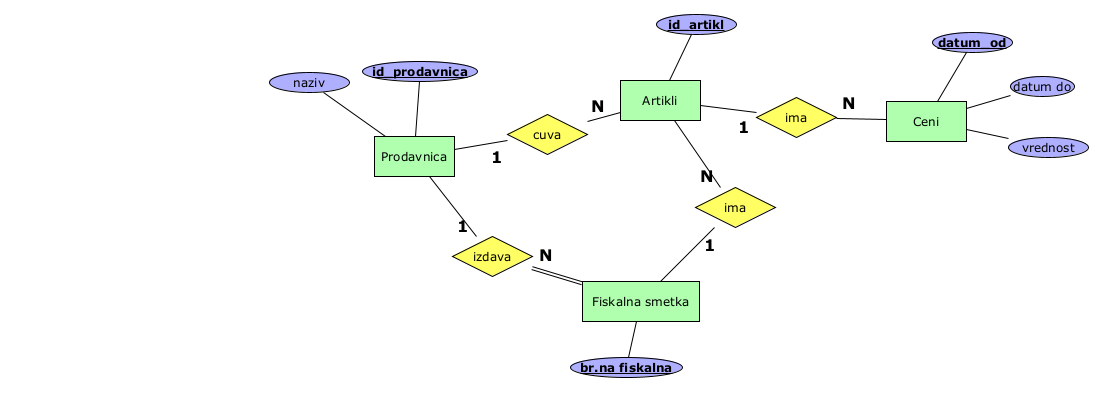 id_artikl
datum_od
id_prodavnica
naziv
datum do
N
Artikli
N
ima
Ceni
1
cuva
vrednost
Prodavnica
1
N
ima
1
1
izdava
N
Fiskalna smetka
br.na fiskalna